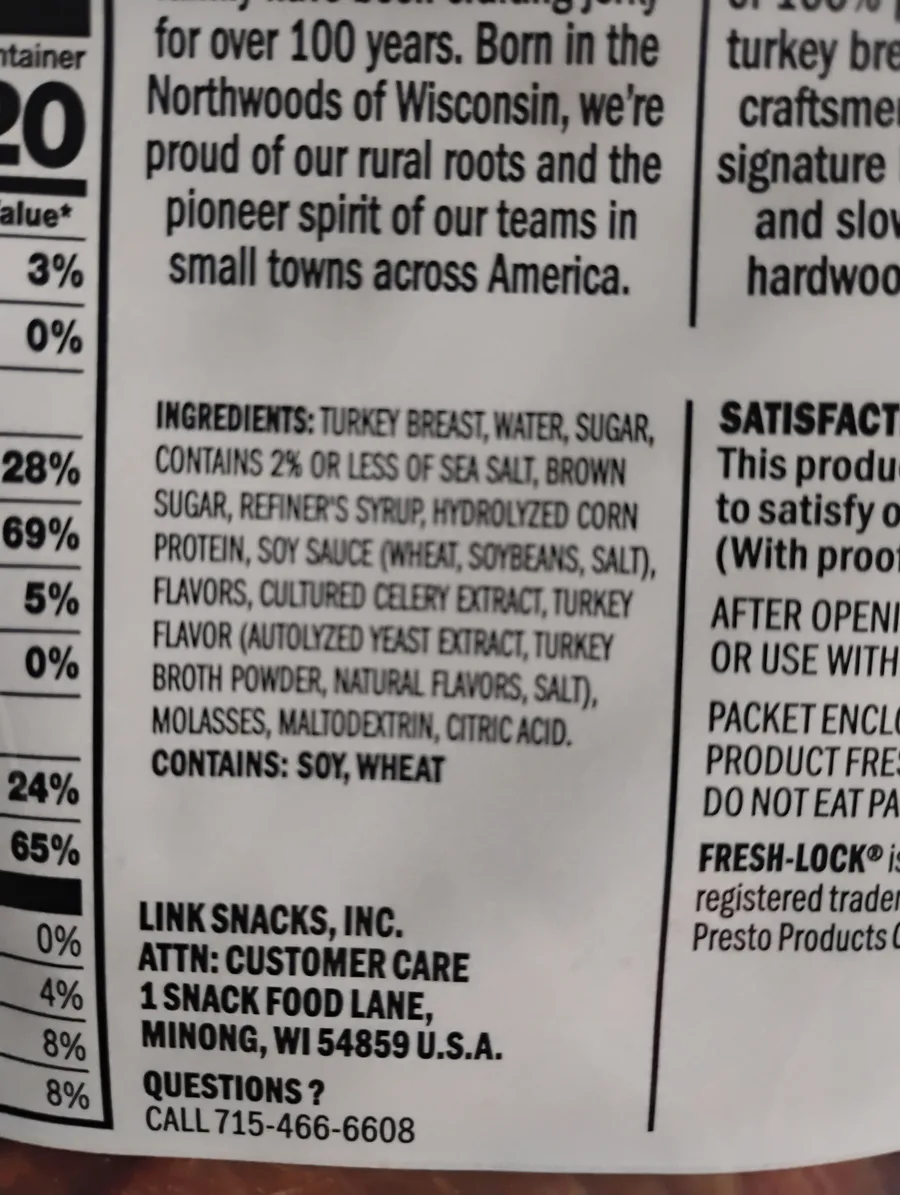 for over 100 years. Born in the
Northwoods of Wisconsin, we're
proud of our rural roots and the
pioneer spirit of our teams in
small towns across America.
INGREDIENTS: TURKEY BREAST, WATER, SUGAR,
CONTAINS 2% OR LESS OF SEA SALT, BROWN
SUGAR, REFINER'S SYRUP, HYDROLYZED CORN
PROTEIN, SOY SAUCE (WHEAT, SOYBEANS, SALT),
FLAVORS, CULTURED CELERY EXTRACT, TURKEY
FLAVOR (AUTOLYZED YEAST EXTRACT, TURKEY
BROTH POWDER, NATURAL FLAVORS, SALT),
MOLASSES, MALTODEXTRIN, CITRIC ACID.
CONTAINS: SOY, WHEAT
LINK SNACKS, INC.
ATTN: CUSTOMER CARE
1 SNACK FOOD LANE,
MINONG, WI 54859 U.S.A.
QUESTIONS?
CALL 715-466-6608
ntainer
20
alue*
3%
0%
28%
69%
5%
0%
24%
65%
0%
4%
8%
8%
turkey bre
craftsme
signature
and slow
hardwoo
SATISFACT
This produ
to satisfy o
(With proof
AFTER OPENI
OR USE WITH
PACKET ENCLO
PRODUCT FRES
DO NOT EAT PA
FRESH-LOCK® is
registered trader
Presto Products C